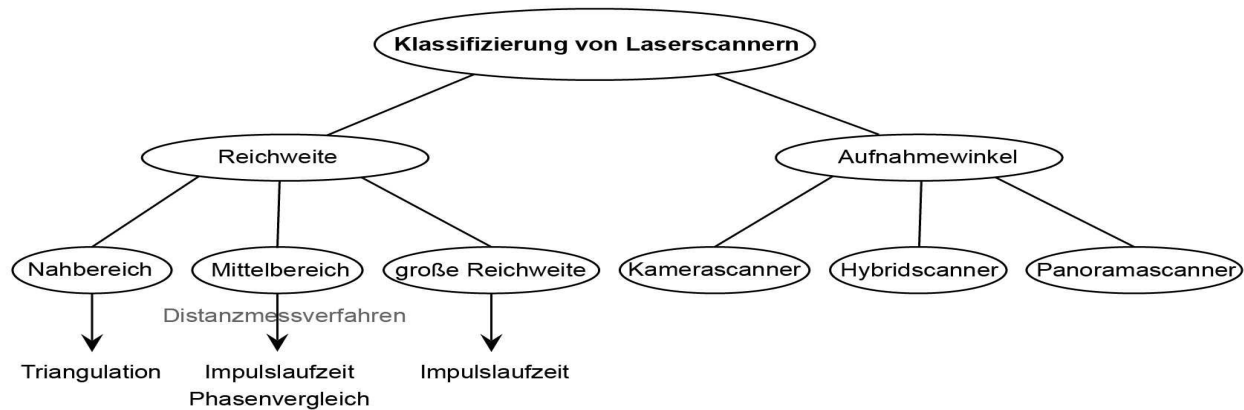 Klassifizierung von Laserscannern
Reichweite
Aufnahmewinkel
Nahbereich
Mittelbereich
große Reichweite
Kamerascanner
Hybridscanner
Panoramascanner
Distanzmessverfahren
Triangulation
Impulslaufzeit
Phasenvergleich
Impulslaufzeit